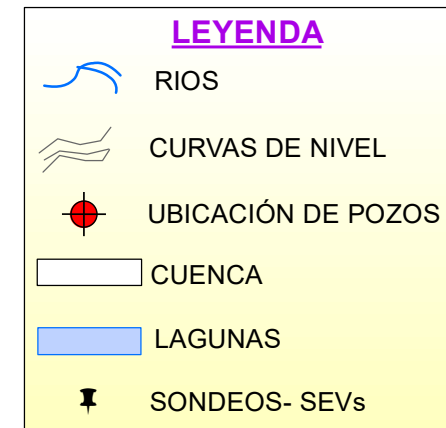 LEYENDA
RIOS
CURVAS DE NIVEL
UBICACIÓN DE POZOS
CUENCA
LAGUNAS
SONDEOS- SEVs